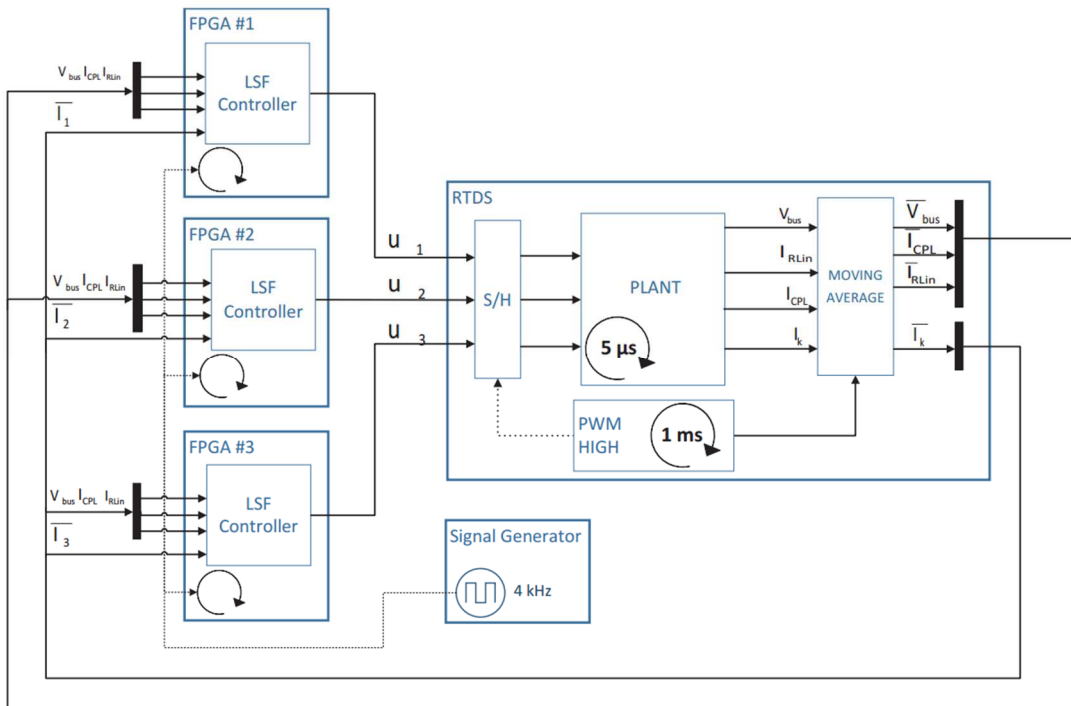 FPGA #1
V bus I CPL I RLin
I 1
LSF
Controller
FPGA #2
V bus I CPL I RLin
I 2
LSF
Controller
FPGA #3
V bus I CPL I RLin
I 3
LSF
Controller
u 1
u 2
u 3
RTDS
S/H
PLANT
5 µs
V bus
I RLin
I CPL
I k
MOVING
AVERAGE
V bus
I CPL
I RLin
I k
PWM
HIGH
1 ms
Signal Generator
4 kHz